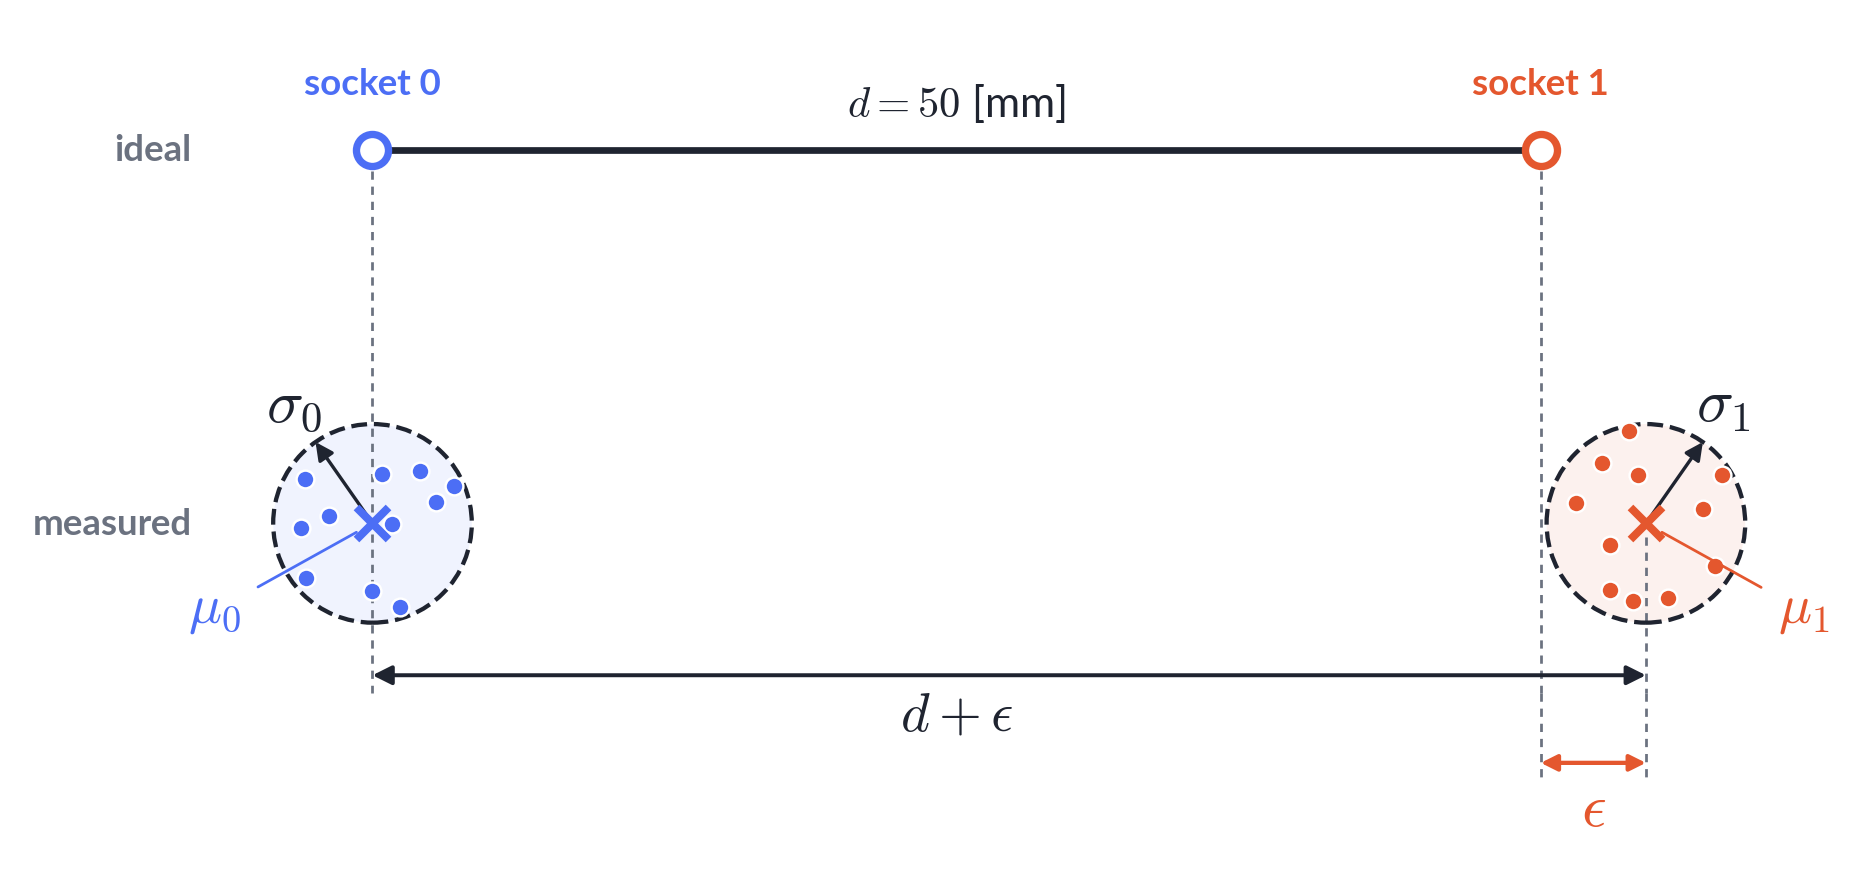 socket 0
socket 1
d = 50 [mm]
ideal
σ₀
σ₁
measured
μ₀
μ₁
d + ϵ
ϵ